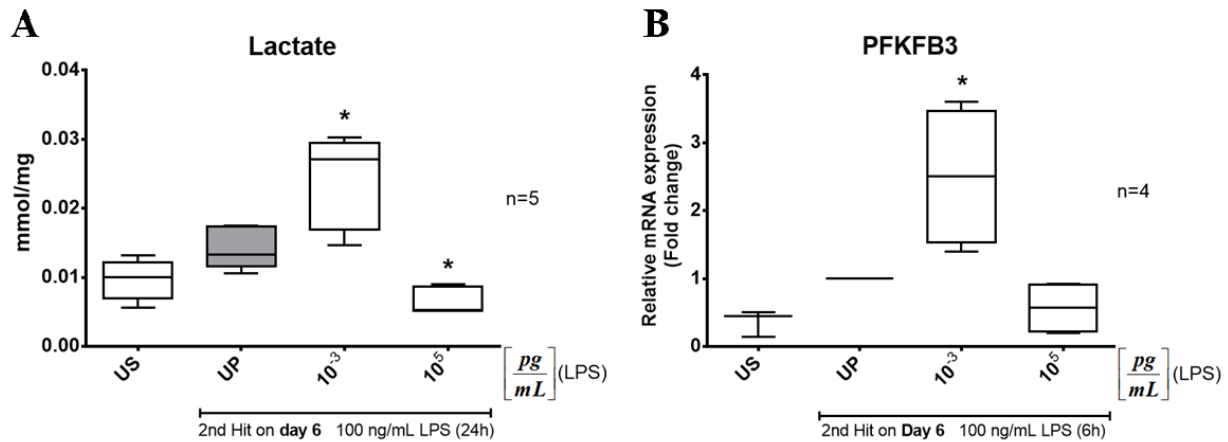 A
Lactate
mmol/mg
0.04
0.03
0.02
0.01
0.00
*
*
n=5
US
UP
10⁻³
10⁵
[pg/mL] (LPS)
2nd Hit on day 6 100 ng/mL LPS (24h)
B
PFKFB3
Relative mRNA expression
(Fold change)
4
3
2
1
0
*
n=4
US
UP
10⁻³
10⁵
[pg/mL] (LPS)
2nd Hit on Day 6 100 ng/mL LPS (6h)